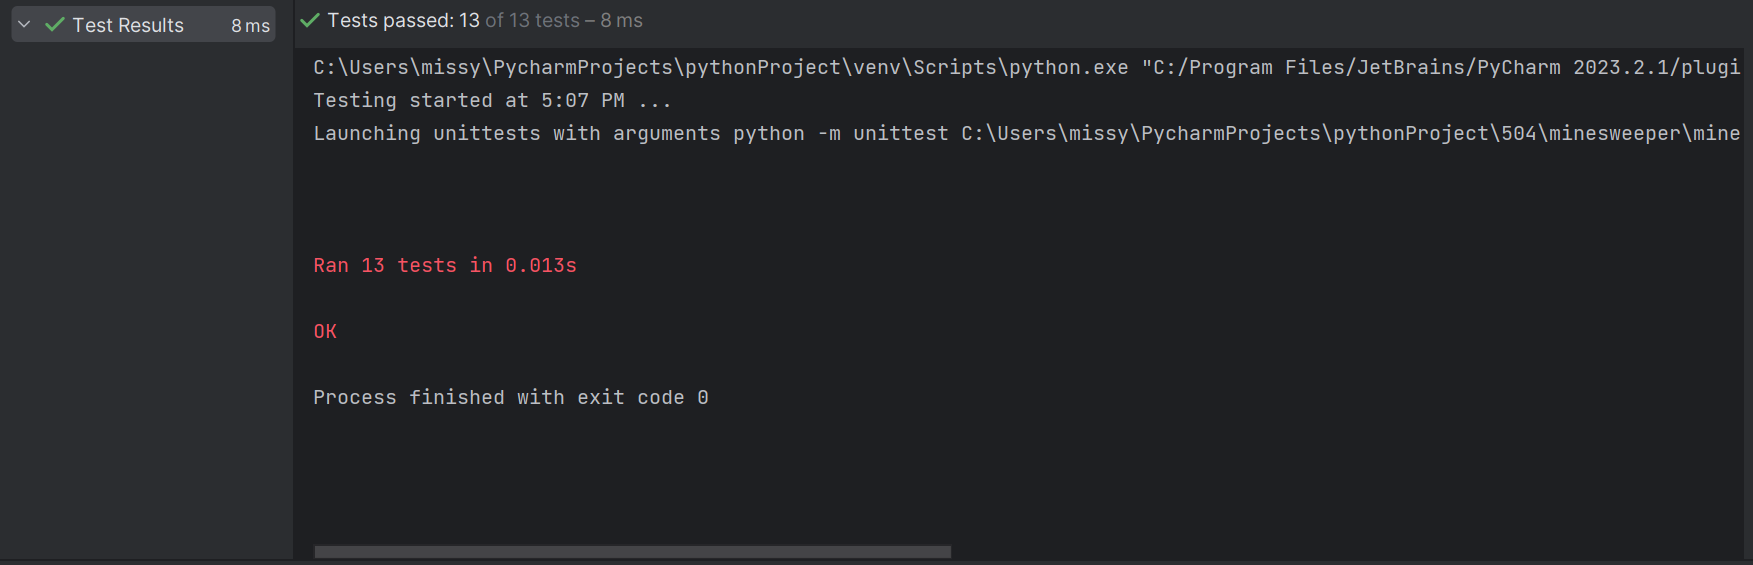 Test Results 8 ms
Tests passed: 13 of 13 tests – 8 ms
C:\Users\missy\PycharmProjects\pythonProject\venv\Scripts\python.exe "C:/Program Files/JetBrains/PyCharm 2023.2.1/plugi
Testing started at 5:07 PM ...
Launching unittests with arguments python -m unittest C:\Users\missy\PycharmProjects\pythonProject\504\minesweeper\mine
Ran 13 tests in 0.013s
OK
Process finished with exit code 0